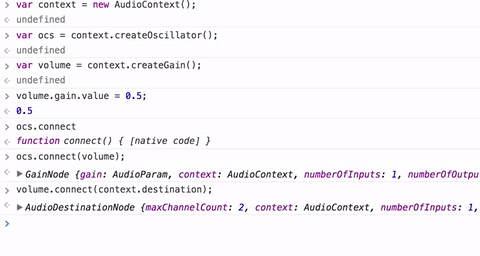 > var context = new AudioContext();
< undefined
> var ocs = context.createOscillator();
< undefined
> var volume = context.createGain();
< undefined
> volume.gain.value = 0.5;
< 0.5
> ocs.connect
< function connect() { [native code] }
> ocs.connect(volume);
< ▶ GainNode {gain: AudioParam, context: AudioContext, numberOfInputs: 1, numberOfOutpu
> volume.connect(context.destination);
< ▶ AudioDestinationNode {maxChannelCount: 2, context: AudioContext, numberOfInputs: 1,
>